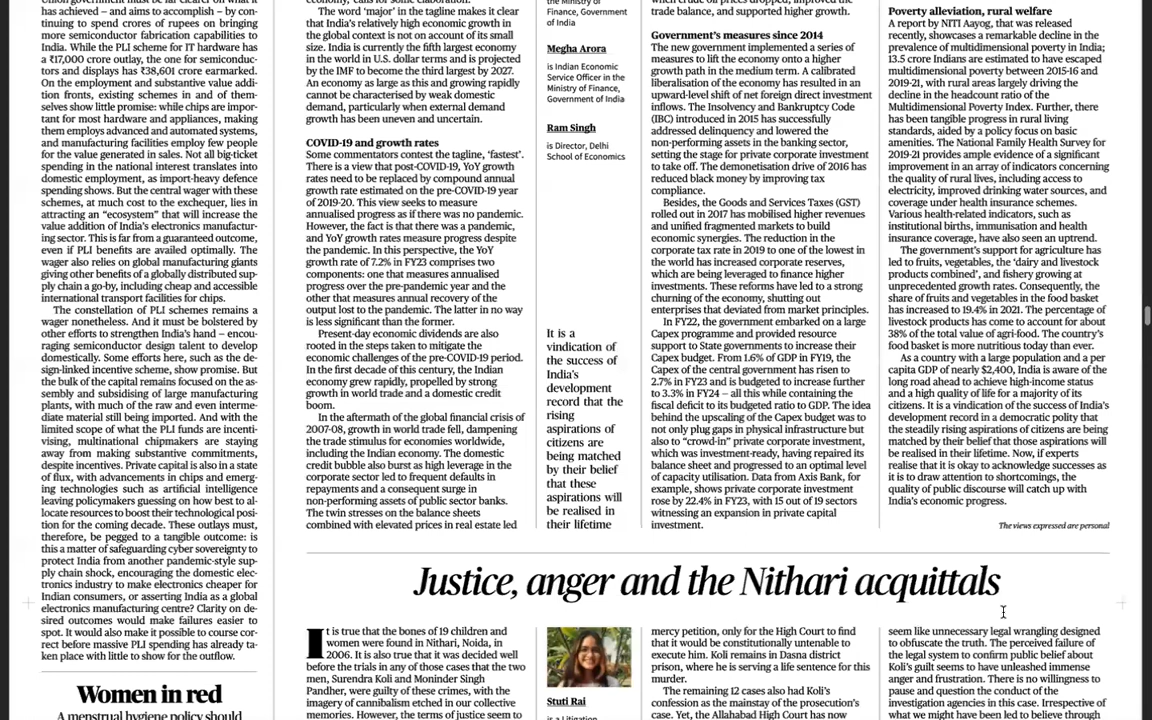 has achieved – and aims to accomplish – by con-
tinuing to spend crores of rupees on bringing
more semiconductor fabrication capabilities to
India. While the PLI scheme for IT hardware has
a ₹17,000 crore outlay, the one for semiconduc-
tors and displays has ₹38,601 crore earmarked.
On the employment and substantive value addi-
tion fronts, existing schemes in and of them-
selves show little promise: while chips are impor-
tant for most hardware and appliances, making
them employs advanced and automated systems,
and manufacturing facilities employ few people
for the value generated in sales. Not all big-ticket
spending in the national interest translates into
domestic employment, as import-heavy defence
spending shows. But the central wager with these
schemes, at much cost to the exchequer, lies in
attracting an “ecosystem” that will increase the
value addition of India’s electronics manufactur-
ing sector. This is far from a guaranteed outcome,
even if PLI benefits are availed optimally. The
wager also relies on global manufacturing giants
giving other benefits of a globally distributed sup-
ply chain a go-by, including cheap and accessible
international transport facilities for chips.
The constellation of PLI schemes remains a
wager nonetheless. And it must be bolstered by
other efforts to strengthen India’s hand – encou-
raging semiconductor design talent to develop
domestically. Some efforts here, such as the de-
sign-linked incentive scheme, show promise. But
the bulk of the capital remains focused on the as-
sembly and subsidising of large manufacturing
plants, with much of the raw and even interme-
diate material still being imported. And with the
limited scope of what the PLI funds are incenti-
vising, multinational chipmakers are staying
away from making substantive commitments,
despite incentives. Private capital is also in a state
of flux, with advancements in chips and emerg-
ing technologies such as artificial intelligence
leaving policymakers guessing on how best to al-
locate resources to boost their technological posi-
tion for the coming decade. These outlays must,
therefore, be pegged to a tangible outcome: is
this a matter of safeguarding cyber sovereignty to
protect India from another pandemic-style sup-
ply chain shock, encouraging the domestic elec-
tronics industry to make electronics cheaper for
Indian consumers, or asserting India as a global
electronics manufacturing centre? Clarity on de-
sired outcomes would make failures easier to
spot. It would also make it possible to course cor-
rect before massive PLI spending has already ta-
ken place with little to show for the outflow.
Women in red
A menstrual hygiene policy should
The word ‘major’ in the tagline makes it clear
that India’s relatively high economic growth in
the global context is not on account of its small
size. India is currently the fifth largest economy
in the world in U.S. dollar terms and is projected
by the IMF to become the third largest by 2027.
An economy as large as this and growing rapidly
cannot be characterised by weak domestic
demand, particularly when external demand
growth has been uneven and uncertain.
COVID-19 and growth rates
Some commentators contest the tagline, ‘fastest’.
There is a view that post-COVID-19, YoY growth
rates need to be replaced by compound annual
growth rate estimated on the pre-COVID-19 year
of 2019-20. This view seeks to measure
annualised progress as if there was no pandemic.
However, the fact is that there was a pandemic,
and YoY growth rates measure progress despite
the pandemic. In this perspective, the YoY
growth rate of 7.2% in FY23 comprises two
components: one that measures annualised
progress over the pre-pandemic year and the
other that measures annual recovery of the
output lost to the pandemic. The latter in no way
is less significant than the former.
Present-day economic dividends are also
rooted in the steps taken to mitigate the
economic challenges of the pre-COVID-19 period.
In the first decade of this century, the Indian
economy grew rapidly, propelled by strong
growth in world trade and a domestic credit
boom.
In the aftermath of the global financial crisis of
2007-08, growth in world trade fell, dampening
the trade stimulus for economies worldwide,
including the Indian economy. The domestic
credit bubble also burst as high leverage in the
corporate sector led to frequent defaults in
repayments and a consequent surge in
non-performing assets of public sector banks.
The twin stresses on the balance sheets
combined with elevated prices in real estate led
Ministry of
Finance, Government
of India
Megha Arora
is Indian Economic
Service Officer in the
Ministry of Finance,
Government of India
Ram Singh
is Director, Delhi
School of Economics
It is a
vindication of
the success of
India’s
development
record that the
rising
aspirations of
citizens are
being matched
by their belief
that these
aspirations will
be realised in
their lifetime
trade balance, and supported higher growth.
Government’s measures since 2014
The new government implemented a series of
measures to lift the economy onto a higher
growth path in the medium term. A calibrated
liberalisation of the economy has resulted in an
upward-level shift of net foreign direct investment
inflows. The Insolvency and Bankruptcy Code
(IBC) introduced in 2015 has successfully
addressed delinquency and lowered the
non-performing assets in the banking sector,
setting the stage for private corporate investment
to take off. The demonetisation drive of 2016 has
reduced black money by improving tax
compliance.
Besides, the Goods and Services Taxes (GST)
rolled out in 2017 has mobilised higher revenues
and unified fragmented markets to build
economic synergies. The reduction in the
corporate tax rate in 2019 to one of the lowest in
the world has increased corporate reserves,
which are being leveraged to finance higher
investments. These reforms have led to a strong
churning of the economy, shutting out
enterprises that deviated from market principles.
In FY22, the government embarked on a large
Capex programme and provided resource
support to State governments to increase their
Capex budget. From 1.6% of GDP in FY19, the
Capex of the central government has risen to
2.7% in FY23 and is budgeted to increase further
to 3.3% in FY24 – all this while containing the
fiscal deficit to its budgeted ratio to GDP. The idea
behind the upscaling of the Capex budget was to
not only plug gaps in physical infrastructure but
also to “crowd-in” private corporate investment,
which was investment-ready, having repaired its
balance sheet and progressed to an optimal level
of capacity utilisation. Data from Axis Bank, for
example, shows private corporate investment
rose by 22.4% in FY23, with 15 out of 19 sectors
witnessing an expansion in private capital
investment.
Poverty alleviation, rural welfare
A report by NITI Aayog, that was released
recently, showcases a remarkable decline in the
prevalence of multidimensional poverty in India;
13.5 crore Indians are estimated to have escaped
multidimensional poverty between 2015-16 and
2019-21, with rural areas largely driving the
decline in the headcount ratio of the
Multidimensional Poverty Index. Further, there
has been tangible progress in rural living
standards, aided by a policy focus on basic
amenities. The National Family Health Survey for
2019-21 provides ample evidence of a significant
improvement in an array of indicators concerning
the quality of rural lives, including access to
electricity, improved drinking water sources, and
coverage under health insurance schemes.
Various health-related indicators, such as
institutional births, immunisation and health
insurance coverage, have also seen an uptrend.
The government’s support for agriculture has
led to fruits, vegetables, the ‘dairy and livestock
products combined’, and fishery growing at
unprecedented growth rates. Consequently, the
share of fruits and vegetables in the food basket
has increased to 19.4% in 2021. The percentage of
livestock products has come to account for about
38% of the total value of agri-food. The country’s
food basket is more nutritious today than ever.
As a country with a large population and a per
capita GDP of nearly $2,400, India is aware of the
long road ahead to achieve high-income status
and a high quality of life for a majority of its
citizens. It is a vindication of the success of India’s
development record in a democratic polity that
the steadily rising aspirations of citizens are being
matched by their belief that those aspirations will
be realised in their lifetime. Now, if experts
realise that it is okay to acknowledge successes as
it is to draw attention to shortcomings, the
quality of public discourse will catch up with
India’s economic progress.
The views expressed are personal
Justice, anger and the Nithari acquittals
It is true that the bones of 19 children and
women were found in Nithari, Noida, in
2006. It is also true that it was decided well
before the trials in any of those cases that the two
men, Surendra Koli and Moninder Singh
Pandher, were guilty of these crimes, with the
imagery of cannibalism etched in our collective
memories. However, the terms of justice seem to
Stuti Rai
is a Litigation
mercy petition, only for the High Court to find
that it would be constitutionally untenable to
execute him. Koli remains in Dasna district
prison, where he is serving a life sentence for this
murder.
The remaining 12 cases also had Koli’s
confession as the mainstay of the prosecution’s
case. Yet, the Allahabad High Court has now
seem like unnecessary legal wrangling designed
to obfuscate the truth. The perceived failure of
the legal system to confirm public belief about
Koli’s guilt seems to have unleashed immense
anger and frustration. There is no willingness to
pause and question the conduct of the
investigation agencies in this case. Irrespective of
what we might have been led to believe through